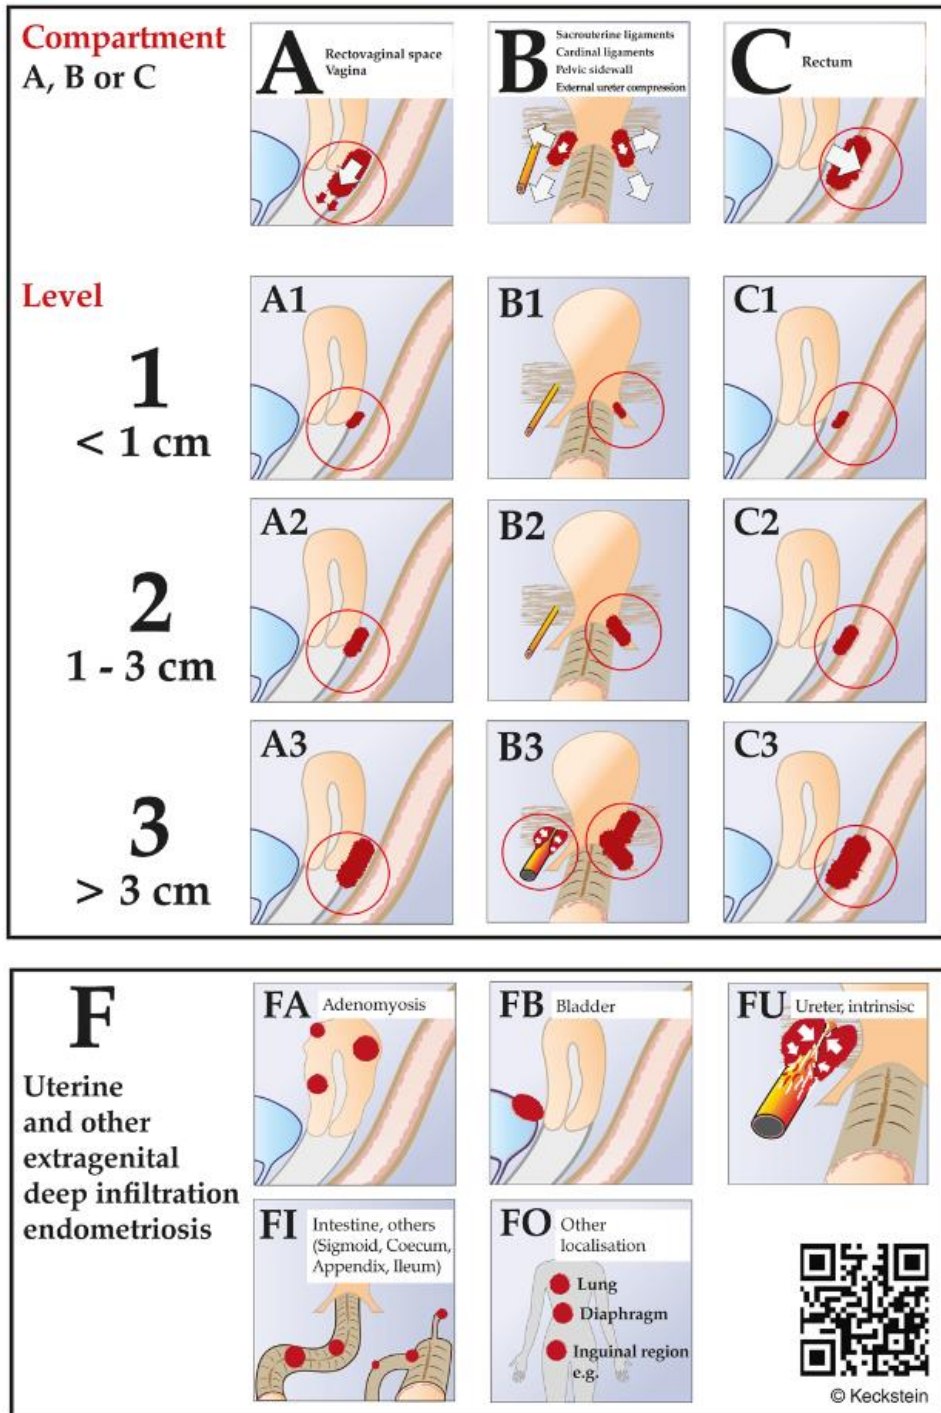 Compartment
A, B or C
A
Rectovaginal space
Vagina
B
Sacrouterine ligaments
Cardinal ligaments
Pelvic sidewall
External ureter compression
C
Rectum
Level
1
< 1 cm
A1
B1
C1
2
1 - 3 cm
A2
B2
C2
3
> 3 cm
A3
B3
C3
F
Uterine
and other
extragenital
deep infiltration
endometriosis
FA
Adenomyosis
FB
Bladder
FU
Ureter, intrinsisc
FI
Intestine, others
(Sigmoid, Coecum,
Appendix, Ileum)
FO
Other
localisation
Lung
Diaphragm
Inguinal region
e.g.
© Keckstein